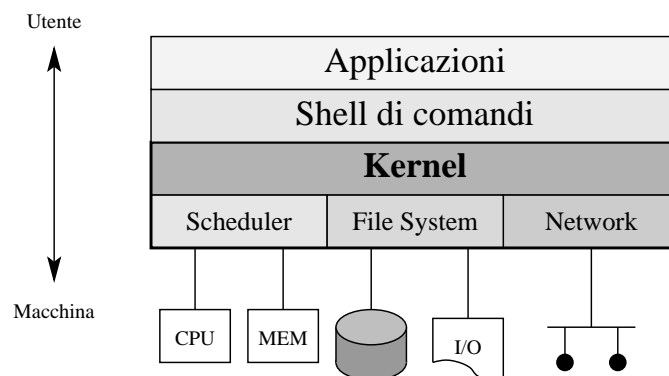 Utente
Applicazioni
Shell di comandi
Kernel
Scheduler File System Network
Macchina
CPU MEM I/O